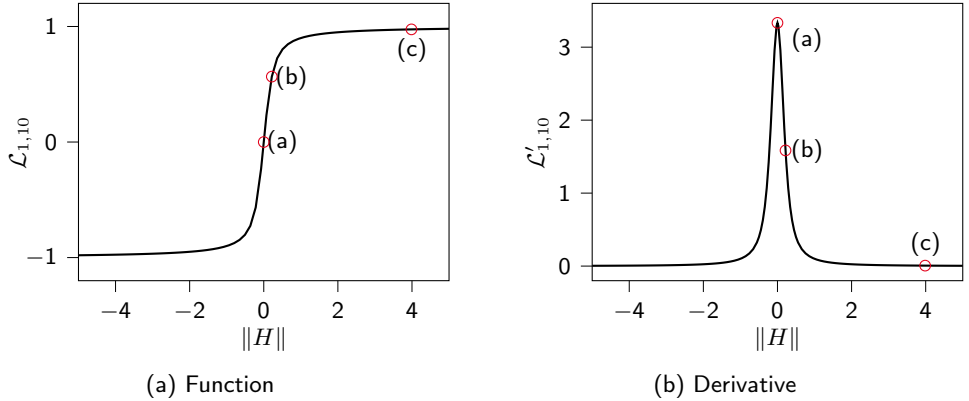 1
0
−1
−4
−2
0
2
4
‖H‖
ℒ1,10
(a)
(b)
(c)
(a) Function
3
2
1
0
−4
−2
0
2
4
‖H‖
ℒ′1,10
(a)
(b)
(c)
(b) Derivative